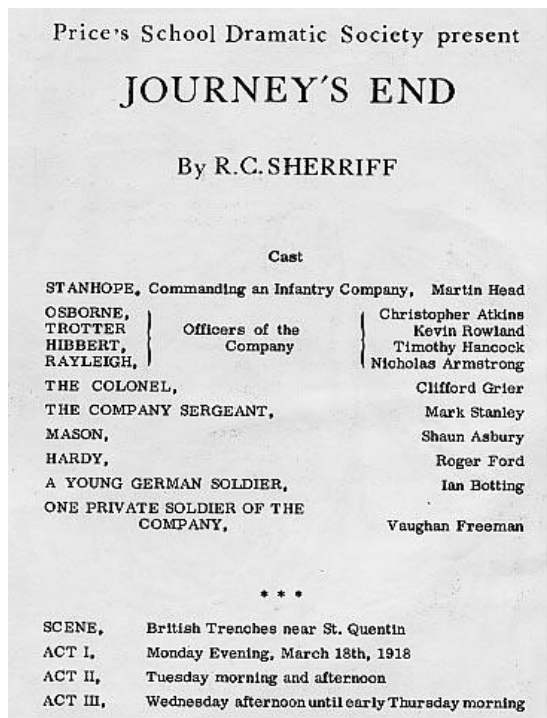 Price's School Dramatic Society present
JOURNEY'S END
By R.C. SHERRIFF
Cast
STANHOPE, Commanding an Infantry Company, Martin Head
OSBORNE, Christopher Atkins
TROTTER Officers of the Kevin Rowland
HIBBERT, Company Timothy Hancock
RAYLEIGH, Nicholas Armstrong
THE COLONEL, Clifford Grier
THE COMPANY SERGEANT, Mark Stanley
MASON, Shaun Asbury
HARDY, Roger Ford
A YOUNG GERMAN SOLDIER, Ian Botting
ONE PRIVATE SOLDIER OF THE
COMPANY, Vaughan Freeman
* * *
SCENE, British Trenches near St. Quentin
ACT I, Monday Evening, March 18th, 1918
ACT II, Tuesday morning and afternoon
ACT III, Wednesday afternoon until early Thursday morning